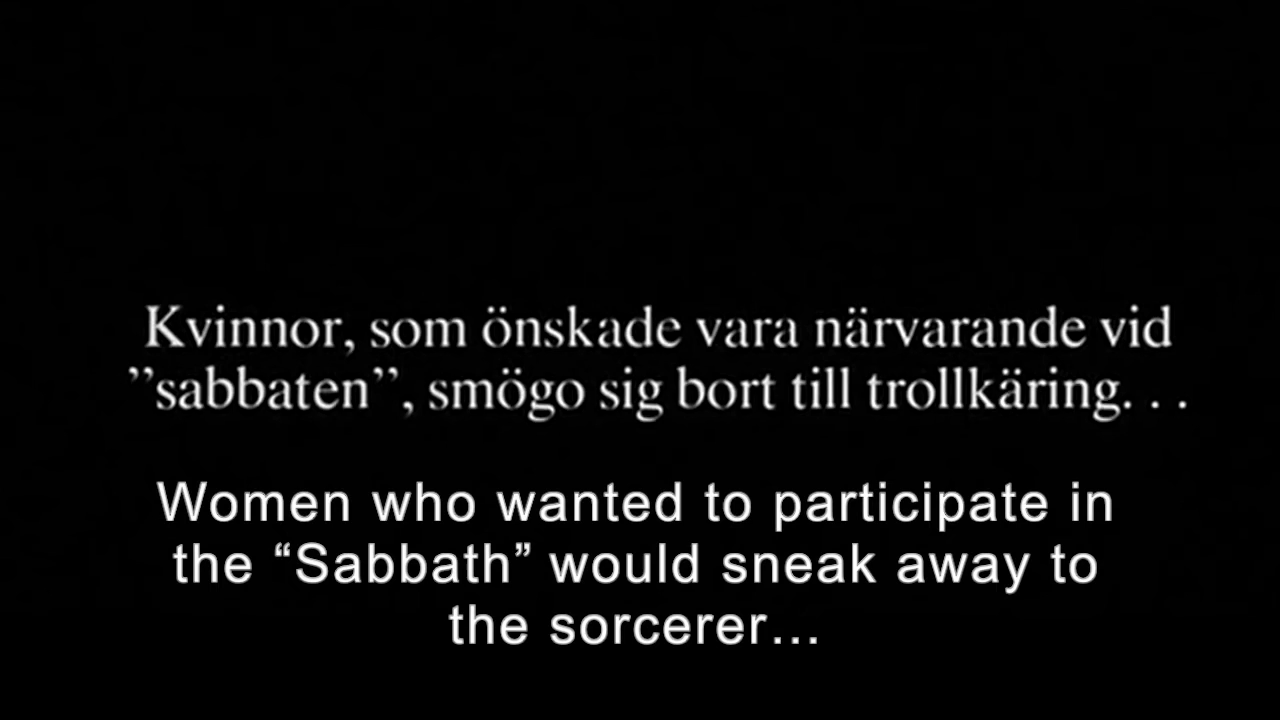 Kvinnor, som önskade vara närvarande vid
”sabbaten”, smögo sig bort till trollkäring. . .
Women who wanted to participate in
the “Sabbath” would sneak away to
the sorcerer…